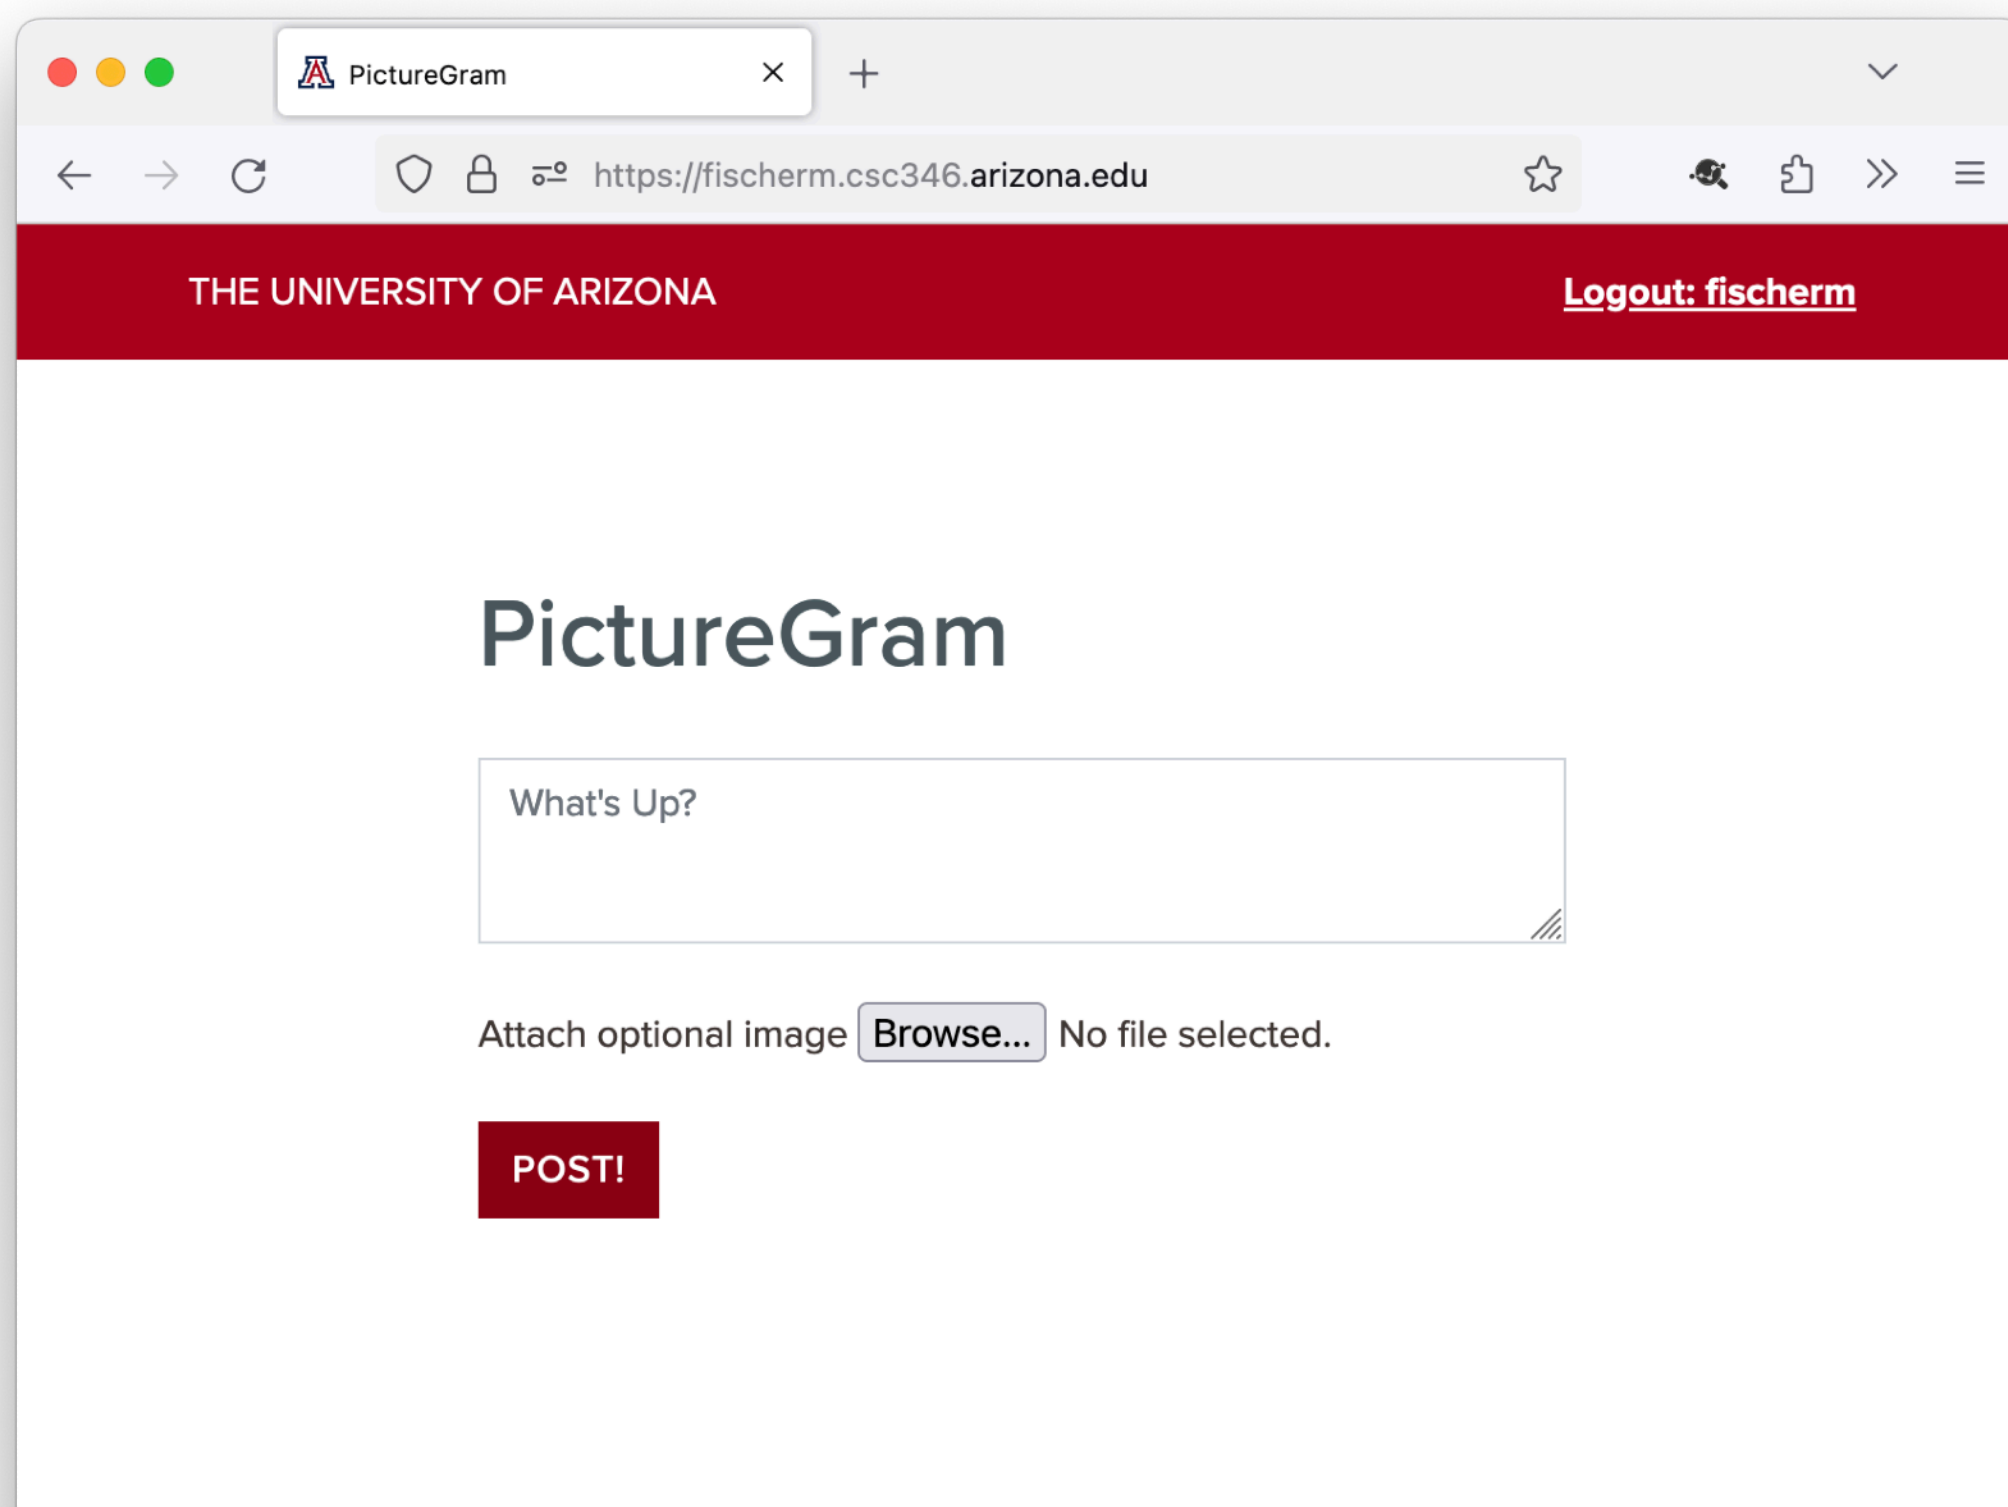 PictureGram
https://fischerm.csc346.arizona.edu
THE UNIVERSITY OF ARIZONA
Logout: fischerm
PictureGram
What's Up?
Attach optional image Browse... No file selected.
POST!